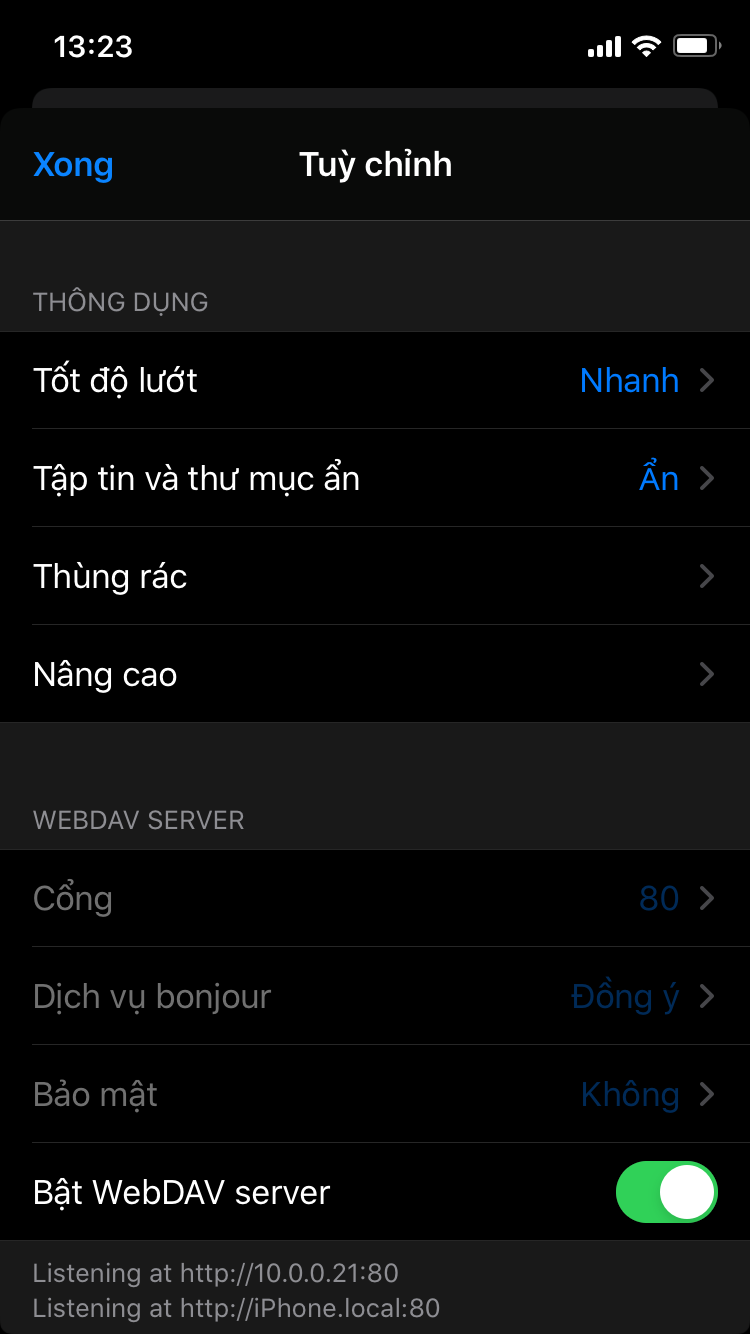 13:23
Xong Tuỳ chỉnh
THÔNG DỤNG
Tốt độ lướt Nhanh
Tập tin và thư mục ẩn Ẩn
Thùng rác
Nâng cao
WEBDAV SERVER
Cổng 80
Dịch vụ bonjour Đồng ý
Bảo mật Không
Bật WebDAV server
Listening at http://10.0.0.21:80
Listening at http://iPhone.local:80